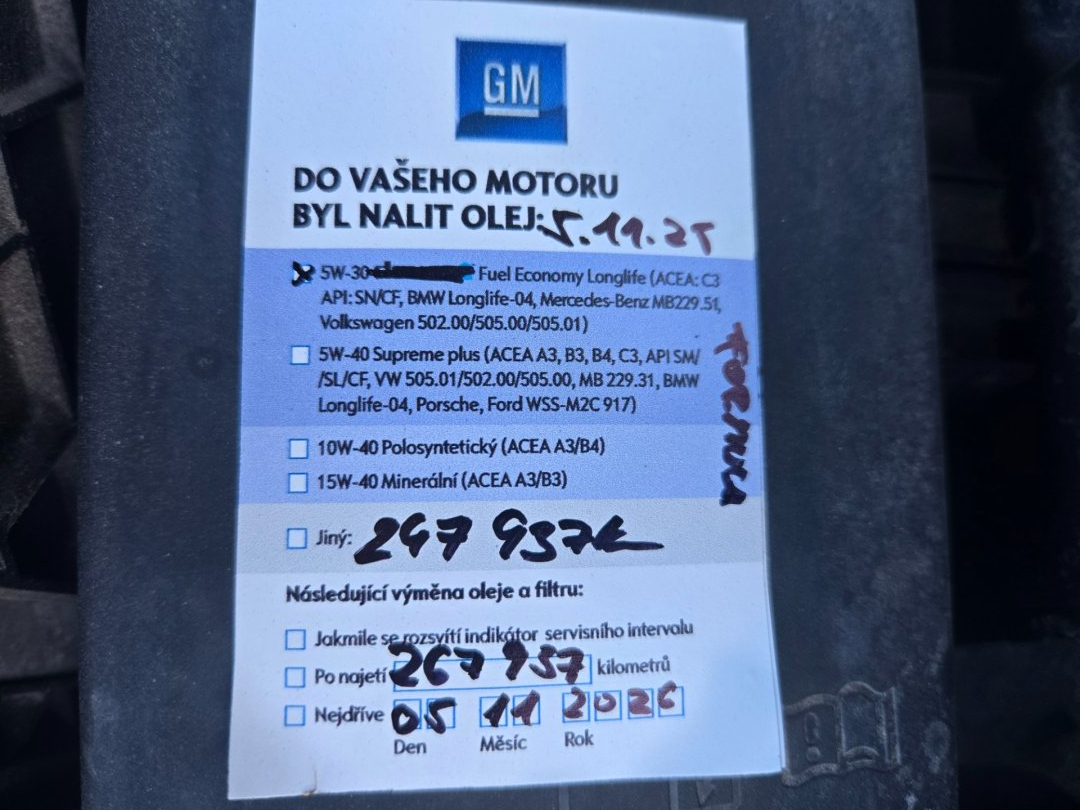 GM
DO VAŠEHO MOTORU
BYL NALIT OLEJ: 5.11.25
x 5W-30 Fuel Economy Longlife (ACEA: C3
API: SN/CF, BMW Longlife-04, Mercedes-Benz MB229.51,
Volkswagen 502.00/505.00/505.01)
5W-40 Supreme plus (ACEA A3, B3, B4, C3, API SM/
/SL/CF, VW 505.01/502.00/505.00, MB 229.31, BMW
Longlife-04, Porsche, Ford WSS-M2C 917)
10W-40 Polosyntetický (ACEA A3/B4)
15W-40 Minerální (ACEA A3/B3)
Jiný: 247 937k
Následující výměna oleje a filtru:
Jakmile se rozsvítí indikátor servisního intervalu
Po najetí 267 937 kilometrů
Nejdříve 05 11 2026
Den Měsíc Rok